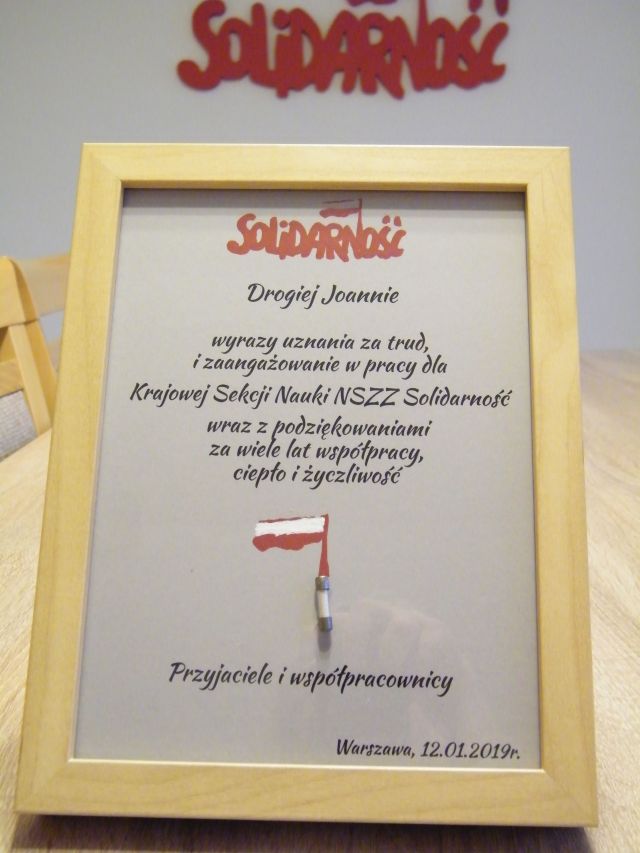 SOLIDARNOŚĆ
SOLIDARNOŚĆ
Drogiej Joannie
wyrazy uznania za trud,
i zaangażowanie w pracy dla
Krajowej Sekcji Nauki NSZZ Solidarność
wraz z podziękowaniami
za wiele lat współpracy,
ciepło i życzliwość
Przyjaciele i współpracownicy
Warszawa, 12.01.2019r.